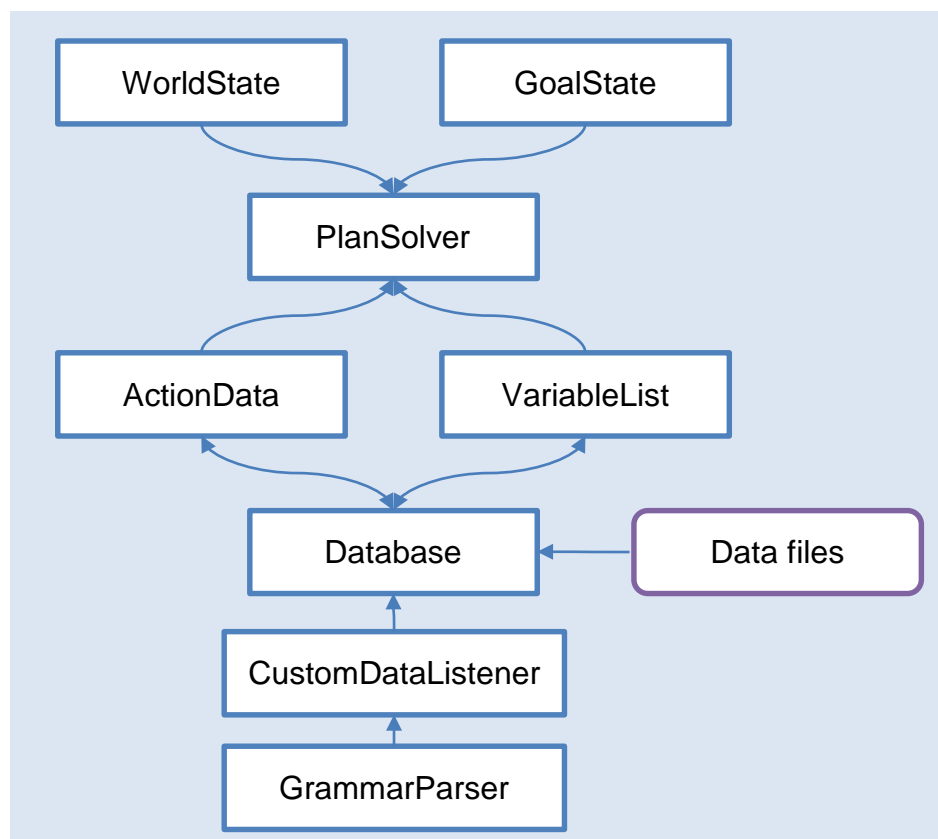 WorldState
GoalState
PlanSolver
ActionData
VariableList
Database
Data files
CustomDataListener
GrammarParser